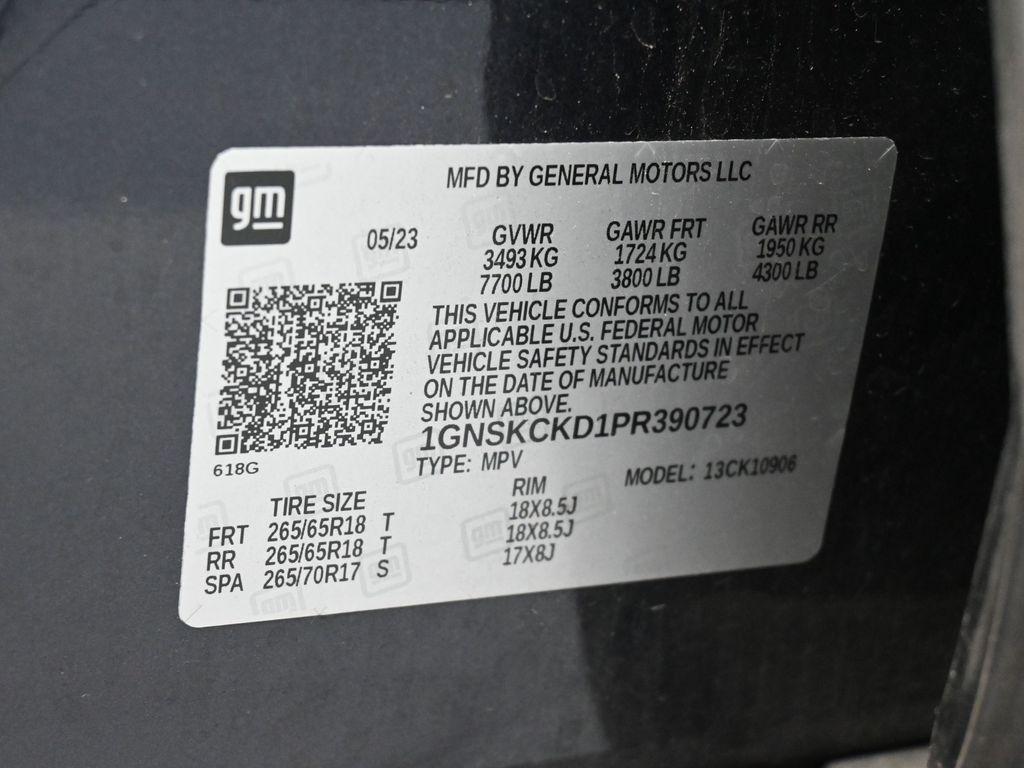 gm
MFD BY GENERAL MOTORS LLC
05/23 GVWR GAWR FRT GAWR RR
3493 KG 1724 KG 1950 KG
7700 LB 3800 LB 4300 LB
THIS VEHICLE CONFORMS TO ALL
APPLICABLE U.S. FEDERAL MOTOR
VEHICLE SAFETY STANDARDS IN EFFECT
ON THE DATE OF MANUFACTURE
SHOWN ABOVE.
1GNSKCKD1PR390723
618G
TYPE: MPV MODEL: 13CK10906
TIRE SIZE RIM
FRT 265/65R18 T 18X8.5J
RR 265/65R18 T 18X8.5J
SPA 265/70R17 S 17X8J